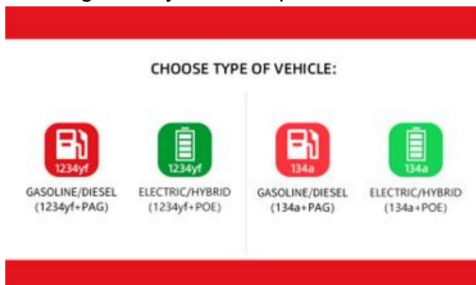 CHOOSE TYPE OF VEHICLE:
1234yf
GASOLINE/DIESEL
(1234yf+PAG)
1234yf
ELECTRIC/HYBRID
(1234yf+POE)
134a
GASOLINE/DIESEL
(134a+PAG)
134a
ELECTRIC/HYBRID
(134a+POE)